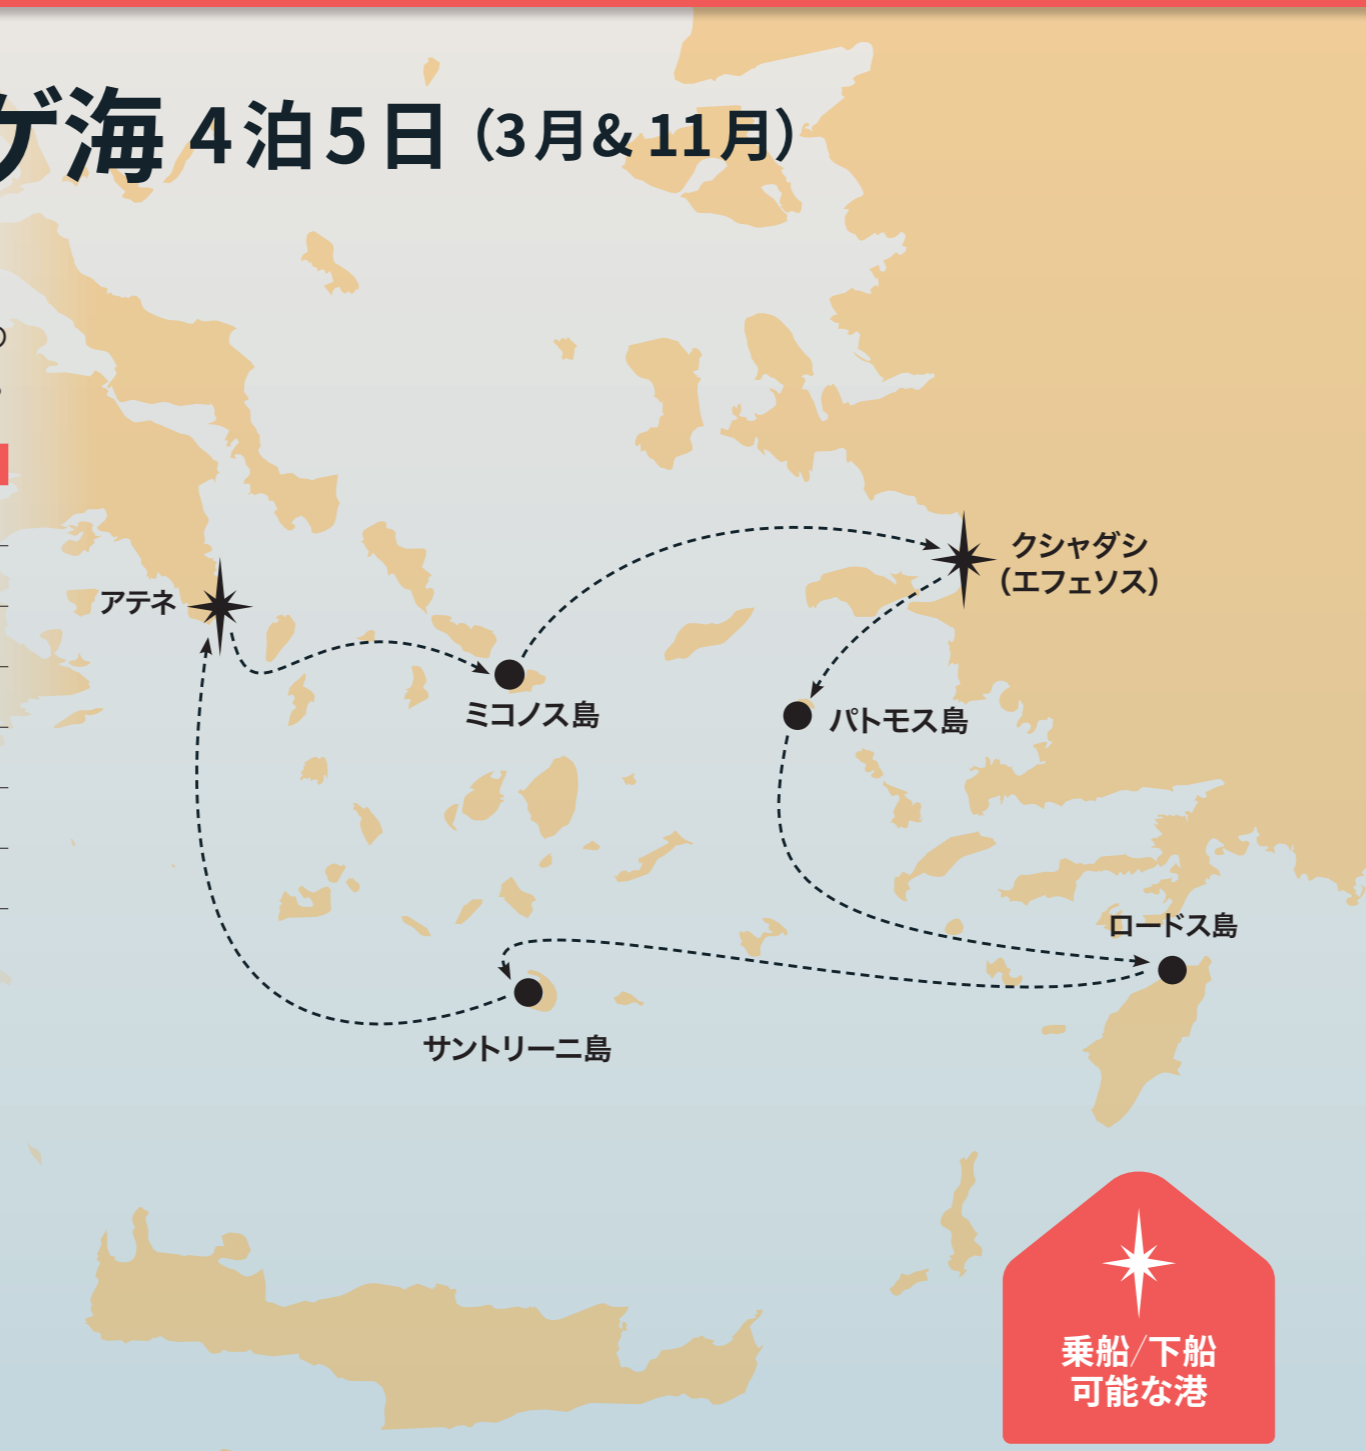 ゲ海 4泊5日 (3月& 11月)
の
クシャダシ
(エフェソス)
アテネ
ミコノス島
パトモス島
ロードス島
サントリーニ島
乗船/下船
可能な港